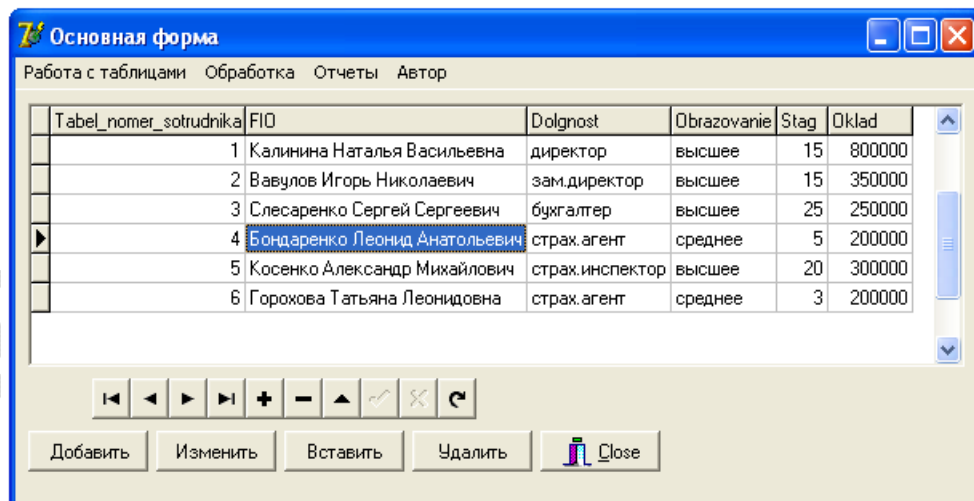 Основная форма
Работа с таблицами Обработка Отчеты Автор
Tabel_nomer_sotrudnika FIO Dolgnost Obrazovanie Stag Oklad
1 Калинина Наталья Васильевна директор высшее 15 800000
2 Вавулов Игорь Николаевич зам.директор высшее 15 350000
3 Слесаренко Сергей Сергеевич бухгалтер высшее 25 250000
4 Бондаренко Леонид Анатольевич страх.агент среднее 5 200000
5 Косенко Александр Михайлович страх.инспектор высшее 20 300000
6 Горохова Татьяна Леонидовна страх.агент среднее 3 200000
Добавить Изменить Вставить Удалить Close